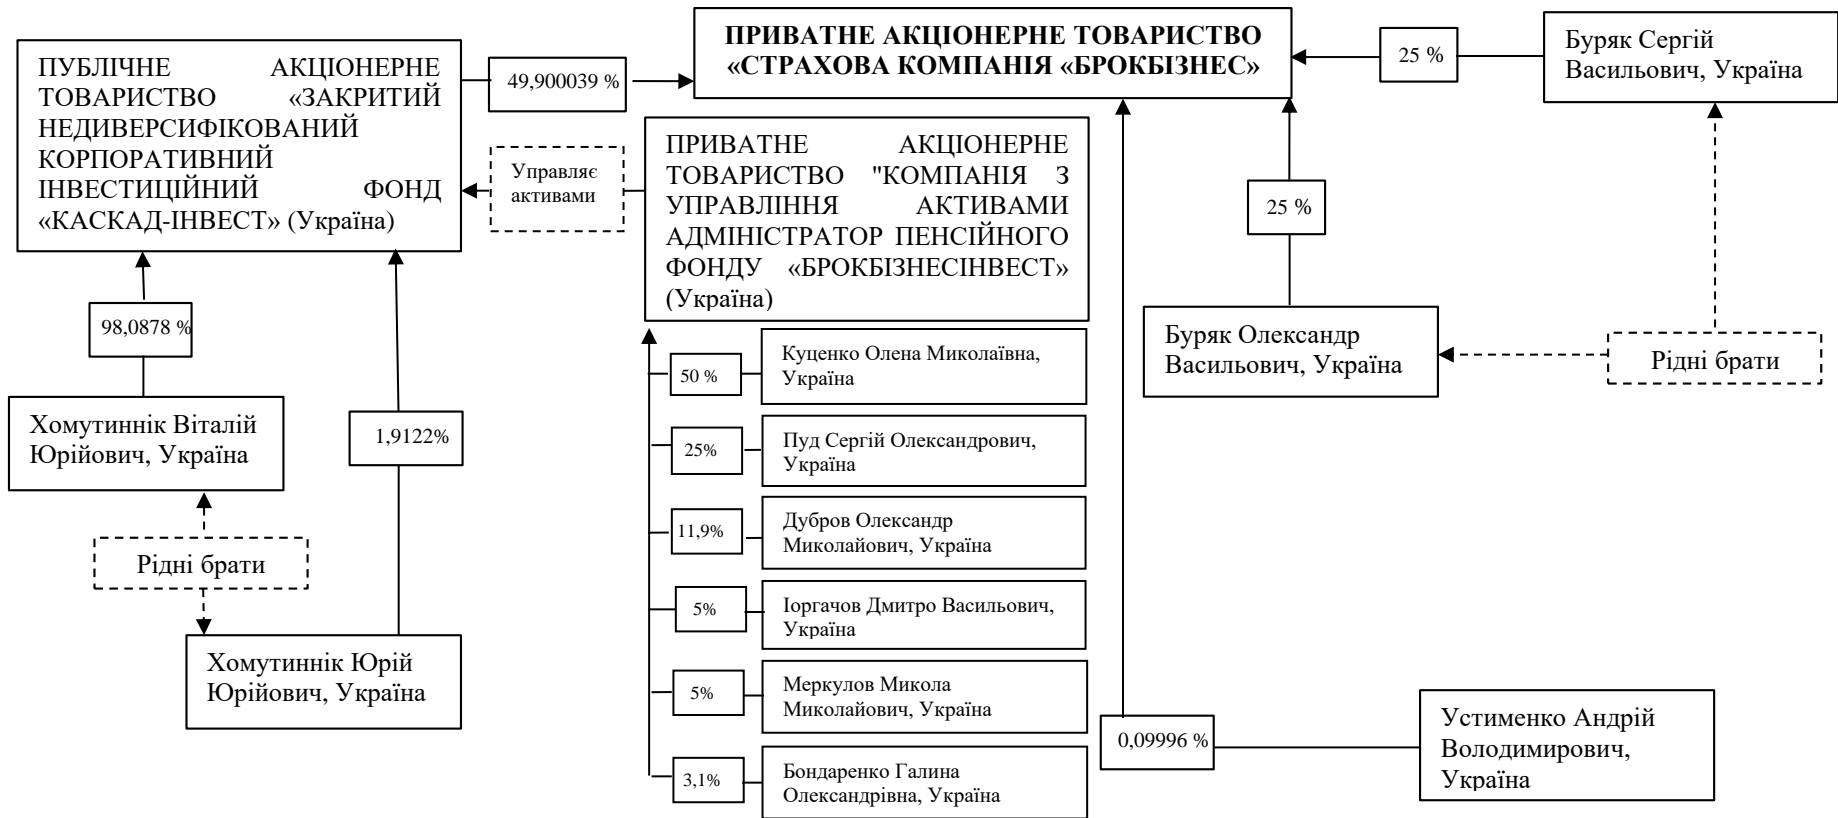 ПРИВАТНЕ АКЦІОНЕРНЕ ТОВАРИСТВО
«СТРАХОВА КОМПАНІЯ «БРОКБІЗНЕС»
ПУБЛІЧНЕ АКЦІОНЕРНЕ
ТОВАРИСТВО «ЗАКРИТИЙ
НЕДИВЕРСИФІКОВАНИЙ
КОРПОРАТИВНИЙ
ІНВЕСТИЦІЙНИЙ ФОНД
«КАСКАД-ІНВЕСТ» (Україна)
49,900039 %
25 %
Буряк Сергій
Васильович, Україна
Управляє
активами
ПРИВАТНЕ АКЦІОНЕРНЕ
ТОВАРИСТВО "КОМПАНІЯ З
УПРАВЛІННЯ АКТИВАМИ
АДМІНІСТРАТОР ПЕНСІЙНОГО
ФОНДУ «БРОКБІЗНЕСІНВЕСТ»
(Україна)
25 %
98,0878 %
Буряк Олександр
Васильович, Україна
Рідні брати
Хомутиннік Віталій
Юрійович, Україна
1,9122%
50 %
Куценко Олена Миколаївна,
Україна
25%
Пуд Сергій Олександрович,
Україна
11,9%
Дубров Олександр
Миколайович, Україна
Рідні брати
5%
Іоргачов Дмитро Васильович,
Україна
Хомутиннік Юрій
Юрійович, Україна
5%
Меркулов Микола
Миколайович, Україна
3,1%
Бондаренко Галина
Олександрівна, Україна
0,09996 %
Устименко Андрій
Володимирович,
Україна